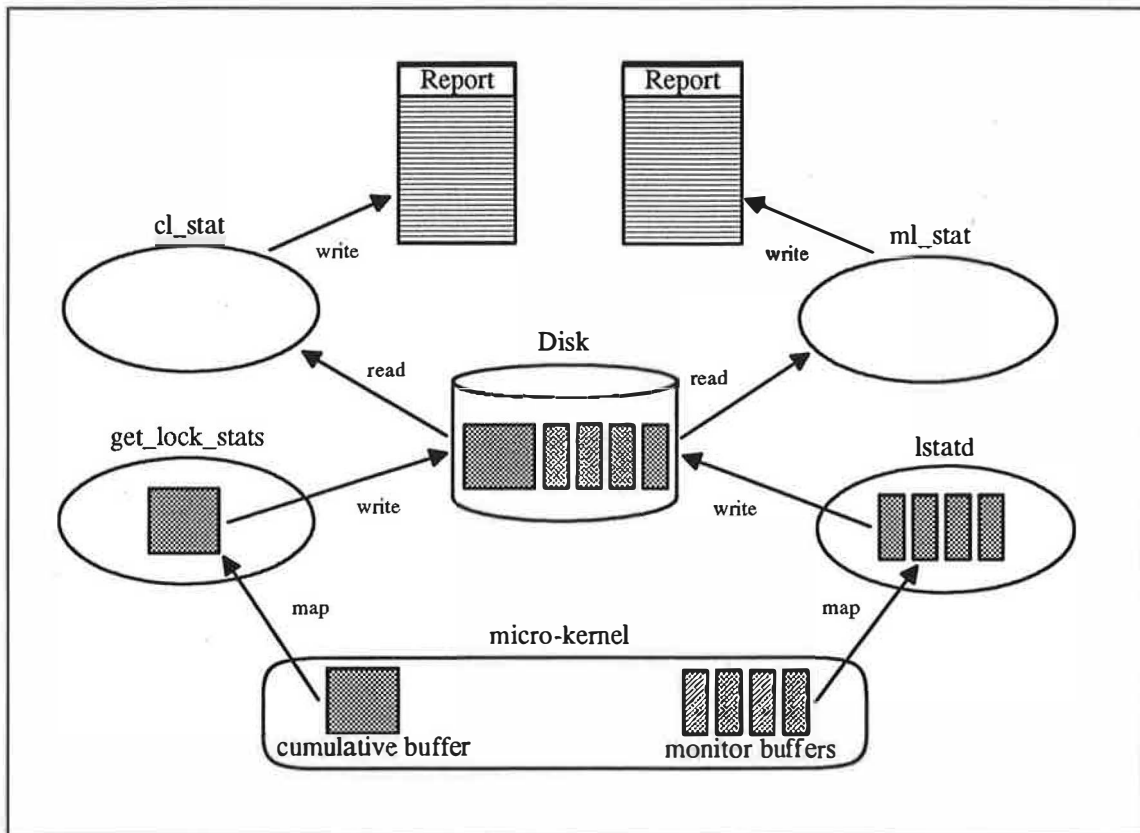 Report
Report
cl_stat
write
write
ml_stat
Disk
read
read
get_lock_stats
lstatd
write
write
map
map
micro-kernel
cumulative buffer
monitor buffers